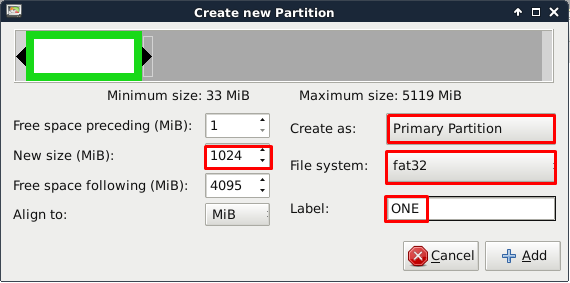 Create new Partition
Minimum size: 33 MiB Maximum size: 5119 MiB
Free space preceding (MiB): 1
Create as: Primary Partition
New size (MiB): 1024
File system: fat32
Free space following (MiB): 4095
Align to: MiB
Label: ONE
Cancel Add